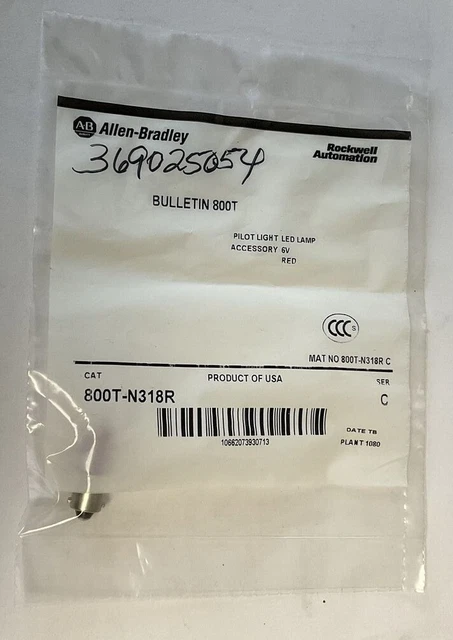 AB Allen-Bradley
369025054
Rockwell
Automation
BULLETIN 800T
PILOT LIGHT LED LAMP
ACCESSORY 6V
RED
CCC S
MAT NO 800T-N318R C
CAT
PRODUCT OF USA
SER
800T-N318R
C
10662073930713
DATE TB
PLANT 1080